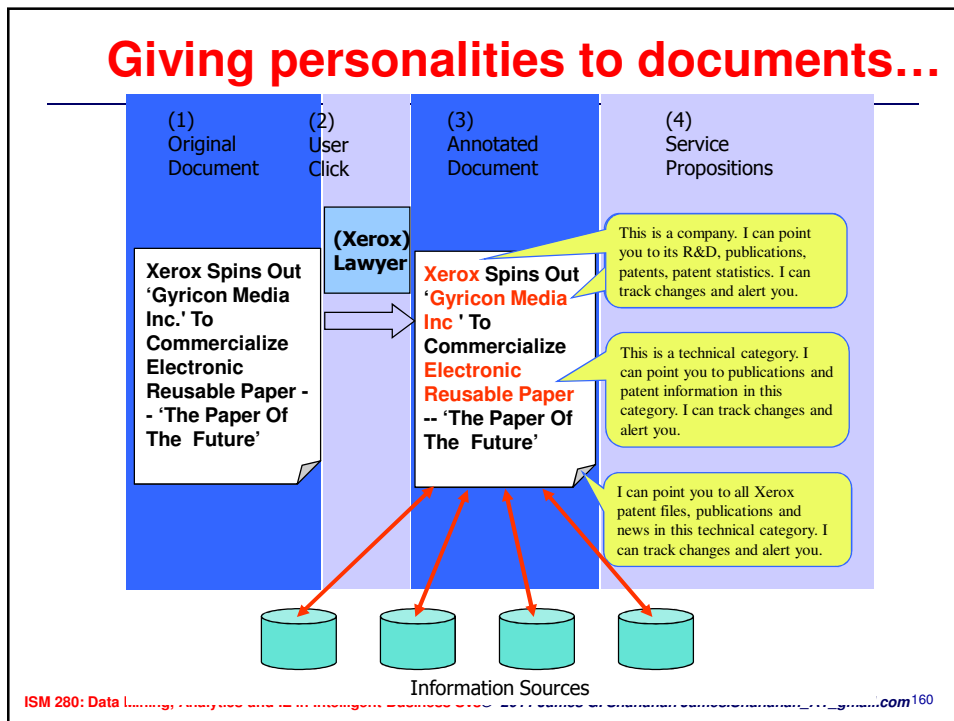 Giving personalities to documents…
(1)
Original
Document
(2)
User
Click
(3)
Annotated
Document
(4)
Service
Propositions
Xerox Spins Out
‘Gyricon Media
Inc.' To
Commercialize
Electronic
Reusable Paper -
- ‘The Paper Of
The Future’
(Xerox)
Lawyer
Xerox Spins Out
‘Gyricon Media
Inc ' To
Commercialize
Electronic
Reusable Paper
-- ‘The Paper Of
The Future’
This is a company. I can point
you to its R&D, publications,
patents, patent statistics. I can
track changes and alert you.
This is a technical category. I
can point you to publications and
patent information in this
category. I can track changes and
alert you.
I can point you to all Xerox
patent files, publications and
news in this technical category. I
can track changes and alert you.
Information Sources
ISM 280: Data 160